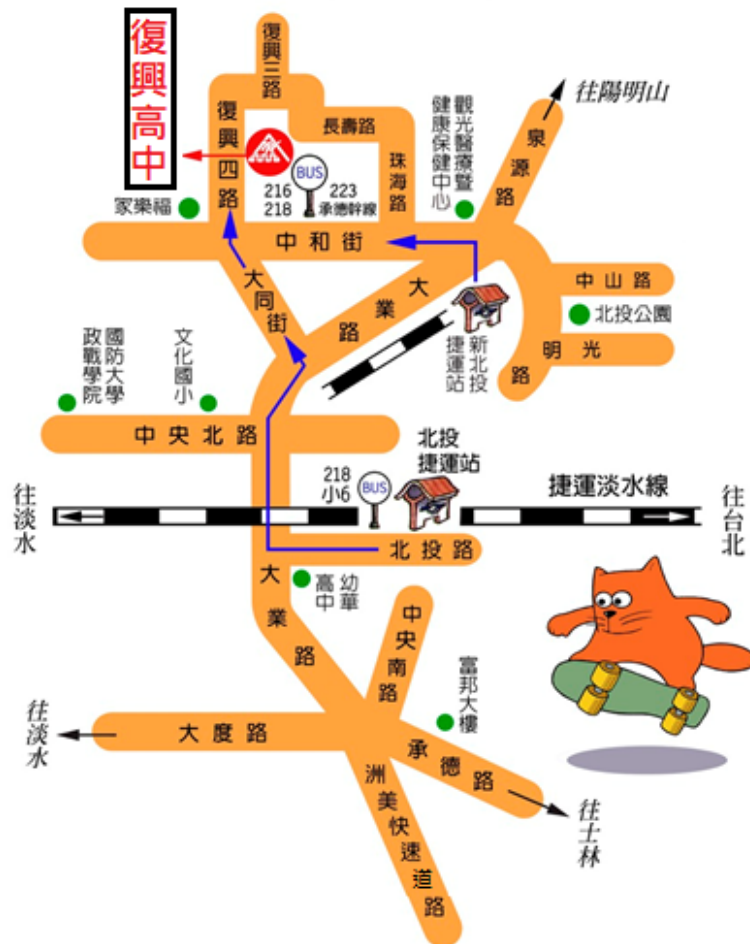 復興高中
復興三路
復興四路
長壽路
珠海路
觀光醫療暨
健康保健中心
往陽明山
泉源路
BUS
216 223
218 承德幹線
家樂福
中和街
大同街
大業路
新北投
捷運站
中山路
北投公園
光明路
國防大學
政戰學院
文化國小
中央北路
北投
捷運站
218
小6
BUS
捷運淡水線
往淡水
往台北
北投路
幼華
高中
大業路
中央南路
富邦大樓
往淡水
大度路
承德路
洲美快速道路
往士林